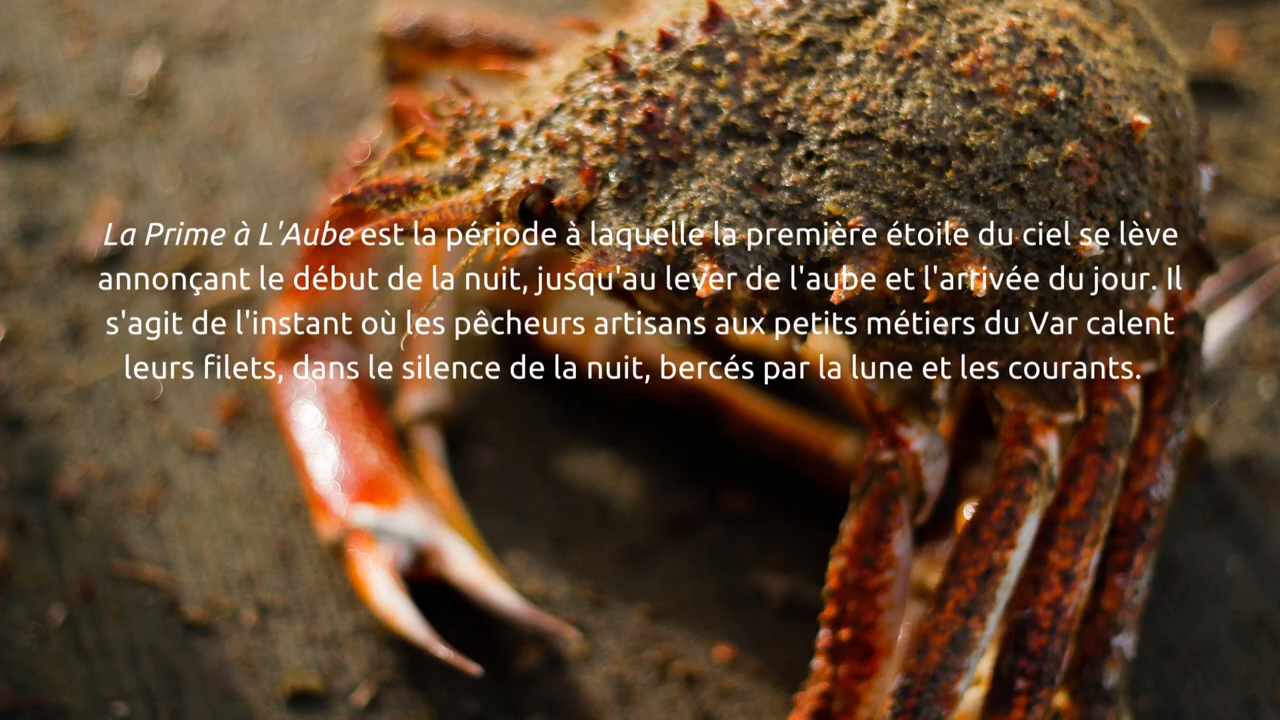 La Prime à L'Aube est la période à laquelle la première étoile du ciel se lève
annonçant le début de la nuit, jusqu'au lever de l'aube et l'arrivée du jour. Il
s'agit de l'instant où les pêcheurs artisans aux petits métiers du Var calent
leurs filets, dans le silence de la nuit, bercés par la lune et les courants.